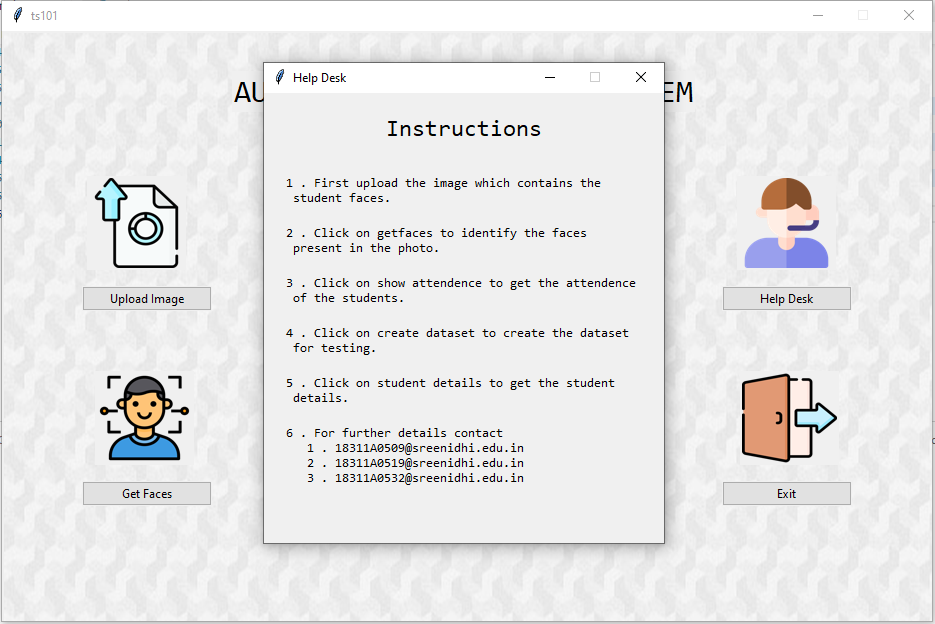 ts101
Help Desk
AU EM
Instructions
1 . First upload the image which contains the
student faces.
2 . Click on getfaces to identify the faces
present in the photo.
3 . Click on show attendence to get the attendence
of the students.
4 . Click on create dataset to create the dataset
for testing.
5 . Click on student details to get the student
details.
6 . For further details contact
1 . 18311A0509@sreenidhi.edu.in
2 . 18311A0519@sreenidhi.edu.in
3 . 18311A0532@sreenidhi.edu.in
Upload Image
Help Desk
Get Faces
Exit